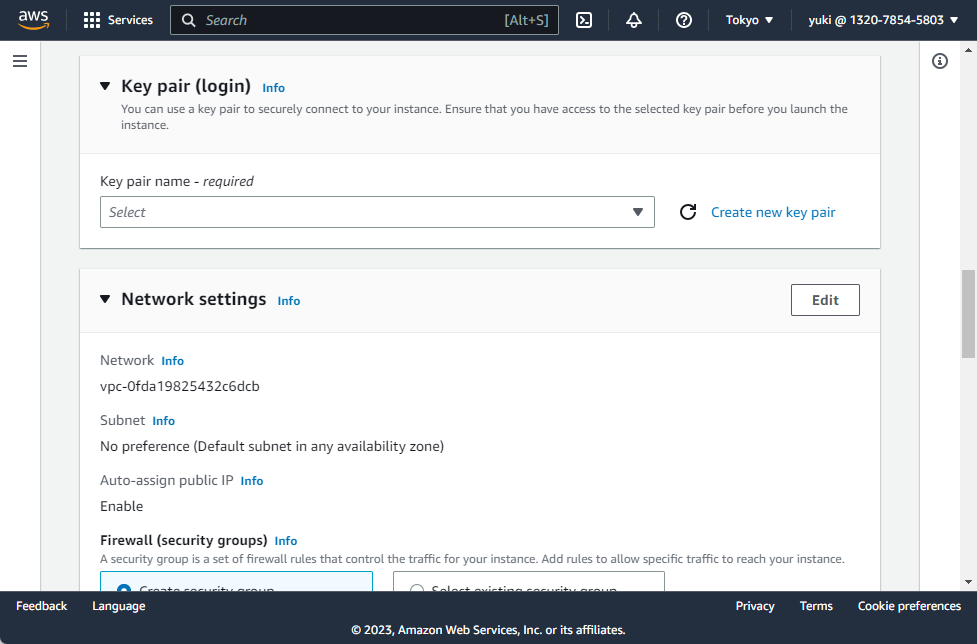 aws
Services
Search
[Alt+S]
Tokyo
yuki @ 1320-7854-5803
Key pair (login) Info
You can use a key pair to securely connect to your instance. Ensure that you have access to the selected key pair before you launch the
instance.
Key pair name - required
Select
Create new key pair
Network settings Info
Edit
Network Info
vpc-0fda19825432c6dcb
Subnet Info
No preference (Default subnet in any availability zone)
Auto-assign public IP Info
Enable
Firewall (security groups) Info
A security group is a set of firewall rules that control the traffic for your instance. Add rules to allow specific traffic to reach your instance.
Create security group
Select existing security group
Feedback
Language
Privacy
Terms
Cookie preferences
© 2023, Amazon Web Services, Inc. or its affiliates.